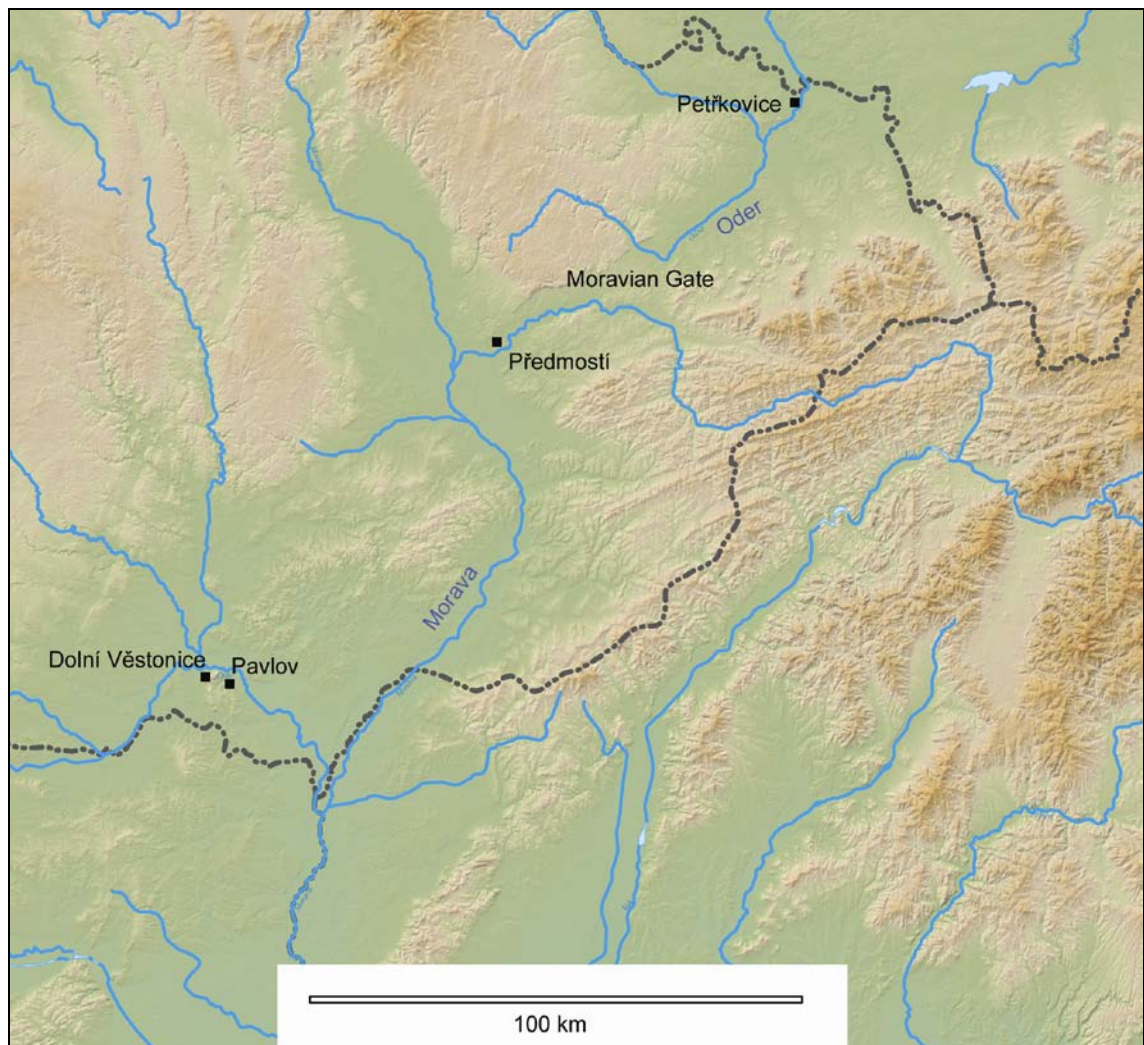 Petřkovice
Oder
Moravian Gate
Předmostí
Morava
Dolní Věstonice
Pavlov
100 km